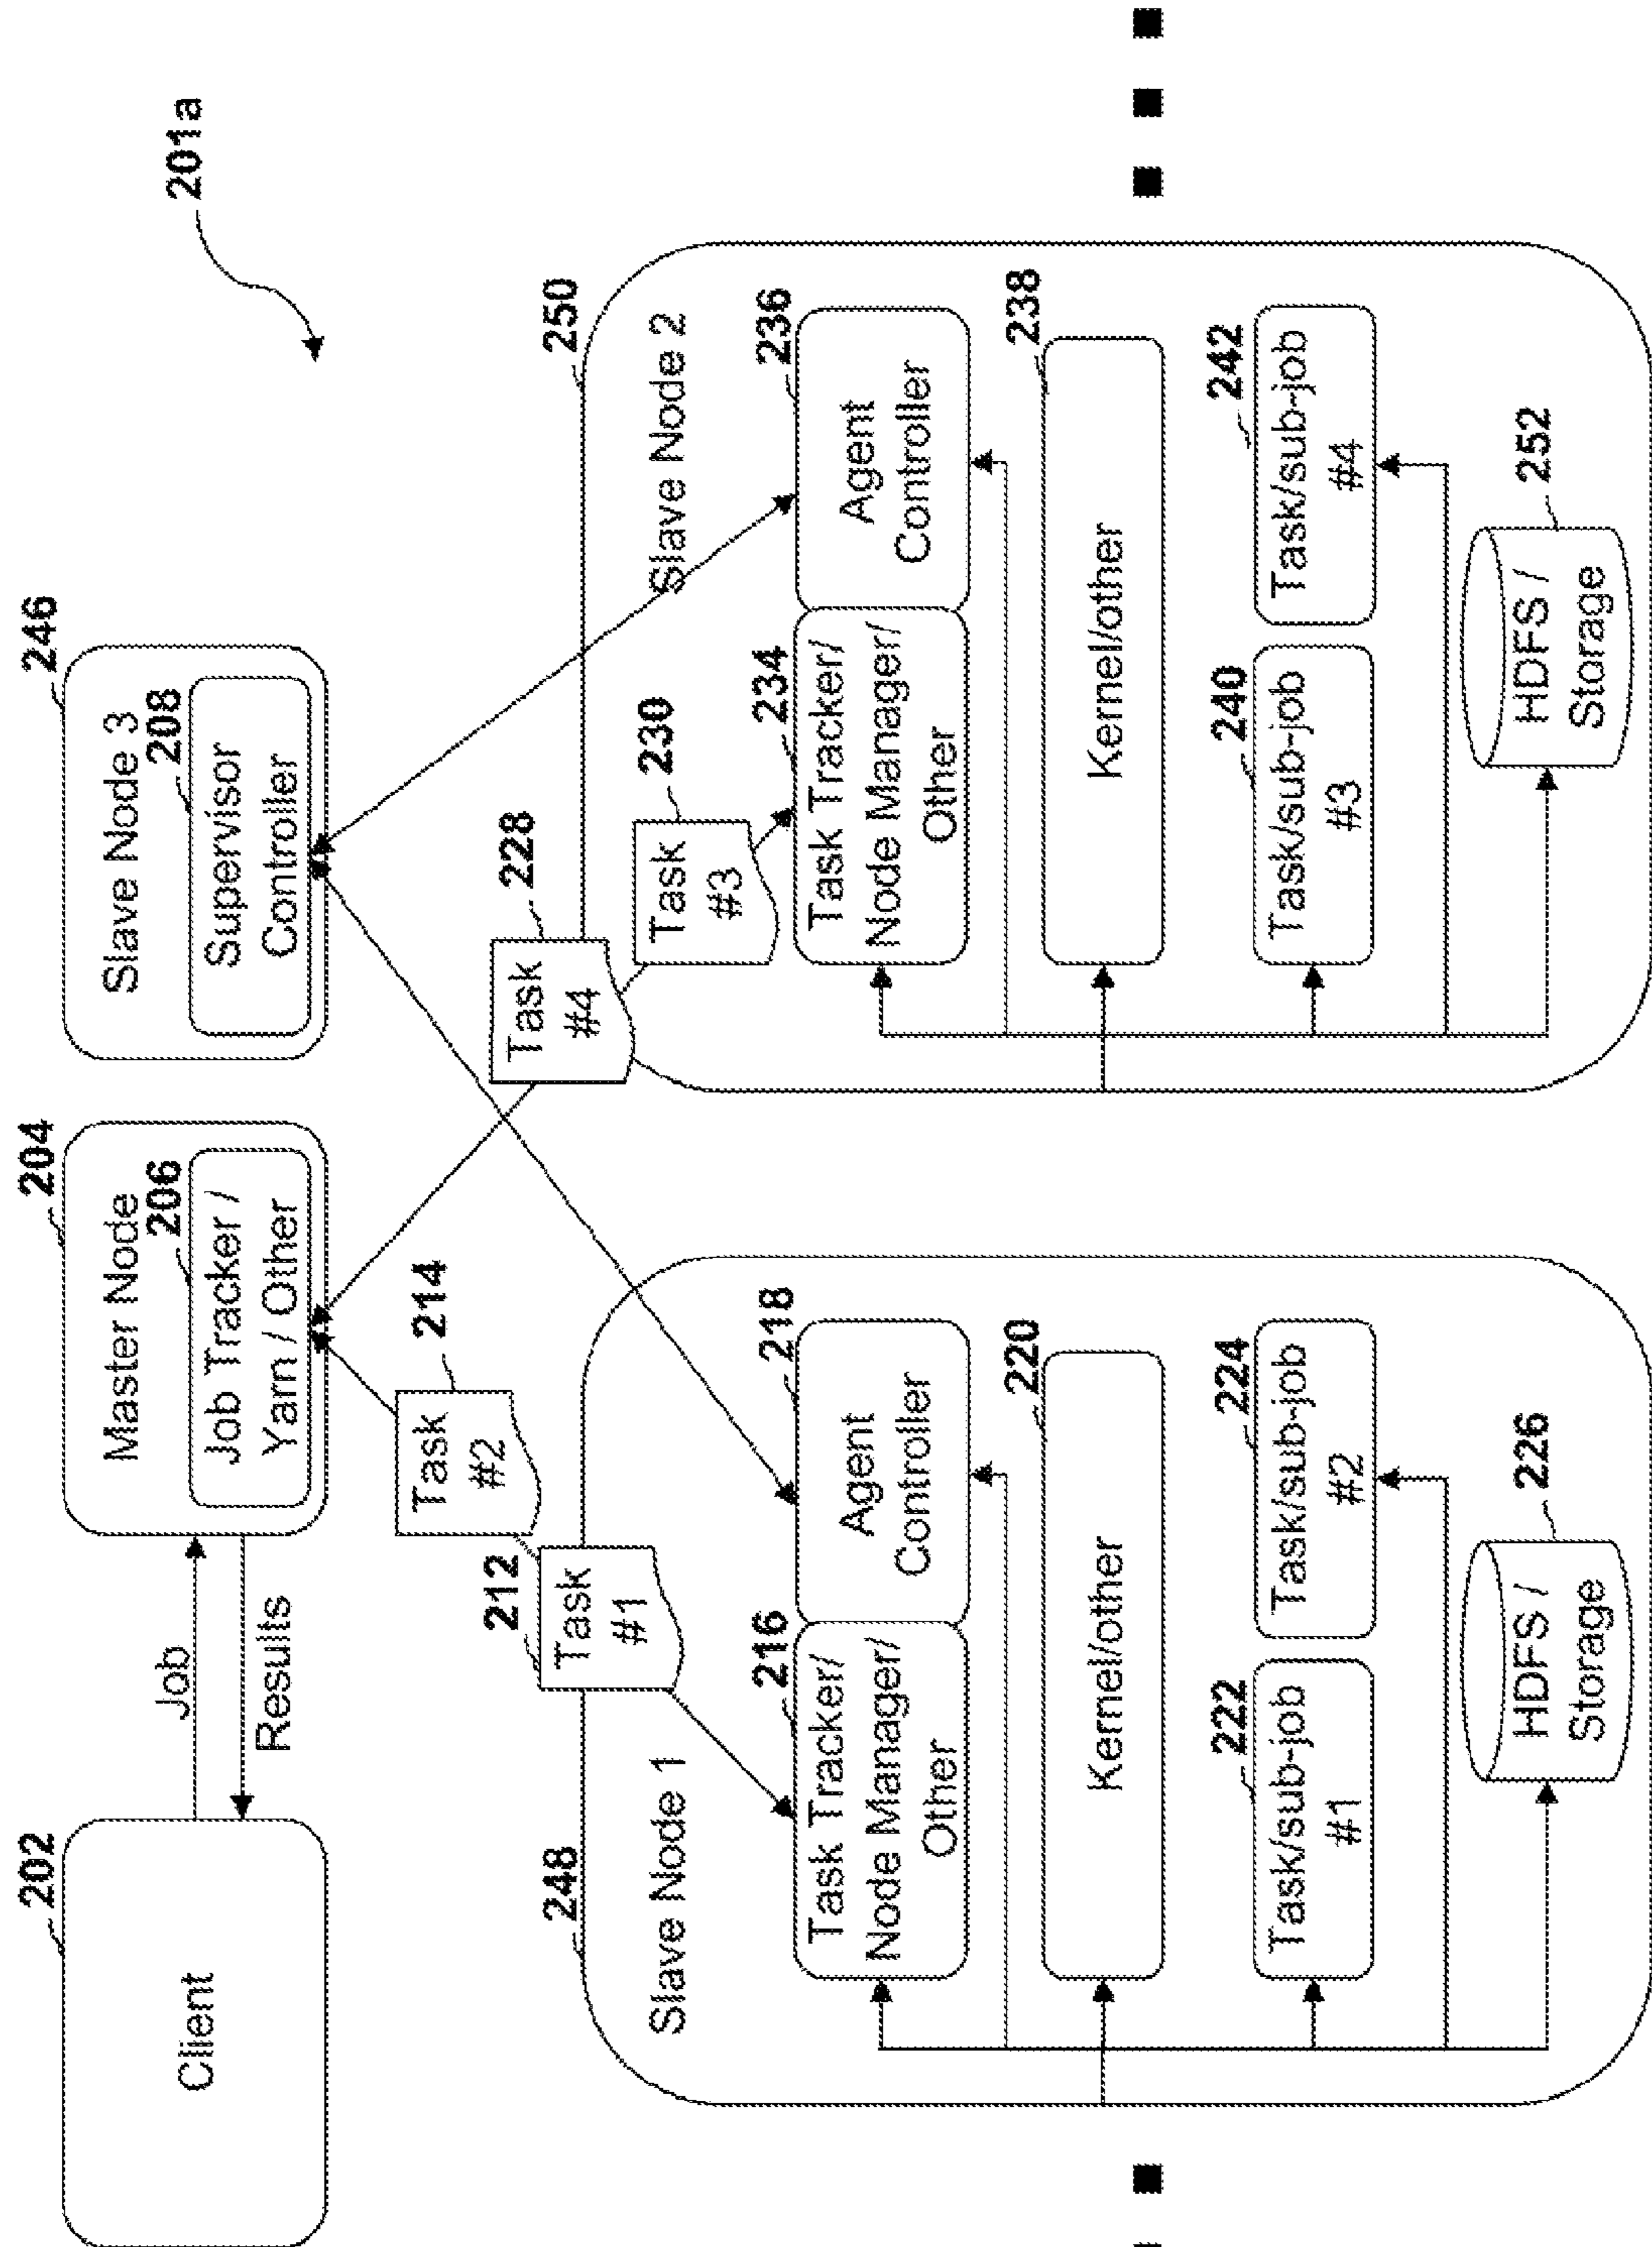 201a
202
Client
Job
Results
204
Master Node
206
Job Tracker /
Yarn / Other
246
Slave Node 3
208
Supervisor
Controller
214
Task
#2
212
Task
#1
228
Task
#4
230
Task
#3
248
Slave Node 1
216
Task Tracker/
Node Manager/
Other
218
Agent
Controller
220
Kernel/other
222
Task/sub-job
#1
224
Task/sub-job
#2
226
HDFS /
Storage
250
Slave Node 2
234
Task Tracker/
Node Manager/
Other
236
Agent
Controller
238
Kernel/other
240
Task/sub-job
#3
242
Task/sub-job
#4
252
HDFS /
Storage